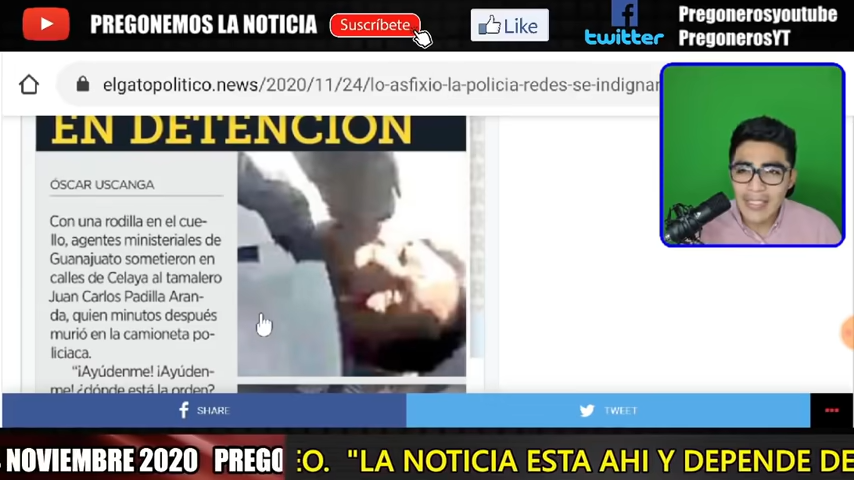 PREGONEMOS LA NOTICIA
Suscríbete
Like
twitter
Pregonerosyoutube
PregonerosYT
elgatopolitico.news/2020/11/24/lo-asfixio-la-policia-redes-se-indignan
EN DETENCIÓN
ÓSCAR USCANGA
Con una rodilla en el cue-
llo, agentes ministeriales de
Guanajuato sometieron en
calles de Celaya al tamalero
Juan Carlos Padilla Aran-
da, quien minutos después
murió en la camioneta po-
liciaca.
"¡Ayúdenme! ¡Ayúden-
me! ¿dónde está la orden?
SHARE
TWEET
NOVIEMBRE 2020 PREGO
EO. "LA NOTICIA ESTA AHI Y DEPENDE DE